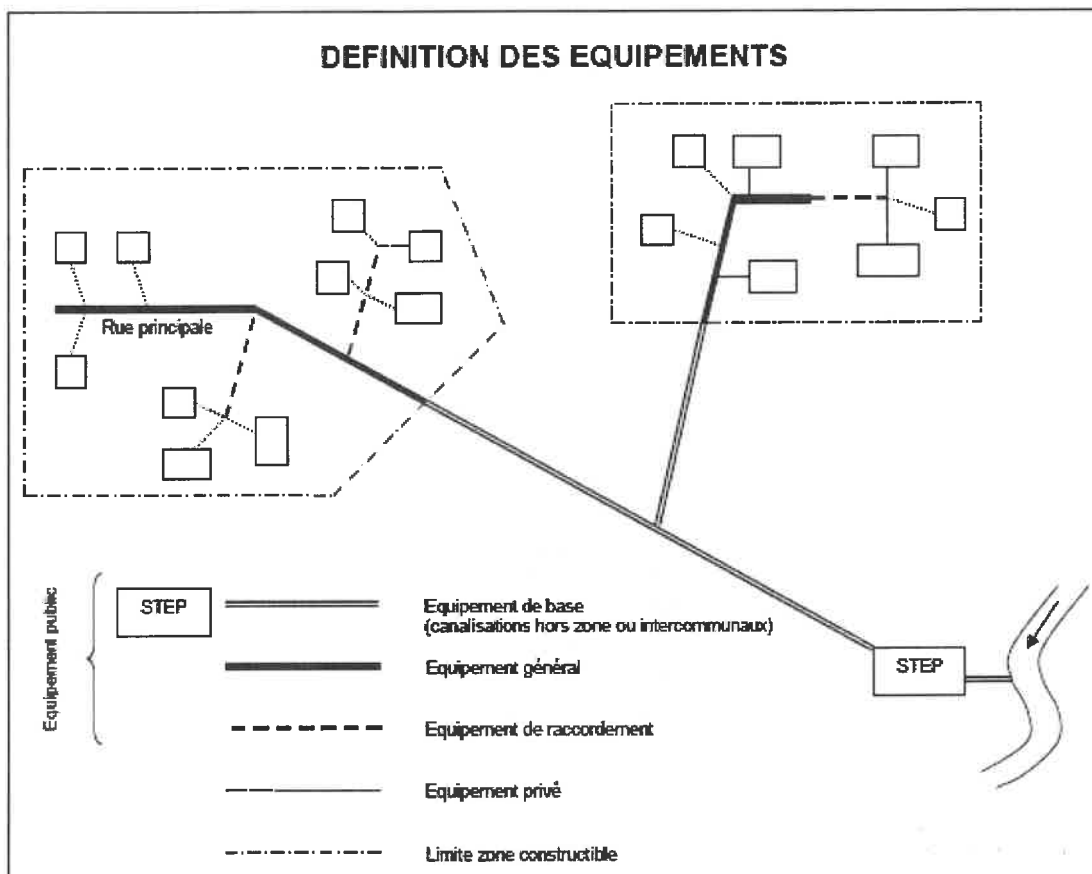 DEFINITION DES EQUIPEMENTS
Rue principale
Equipement public
STEP
Equipement de base
(canalisations hors zone ou intercommunaux)
STEP
Equipement général
Equipement de raccordement
Equipement privé
Limite zone constructible